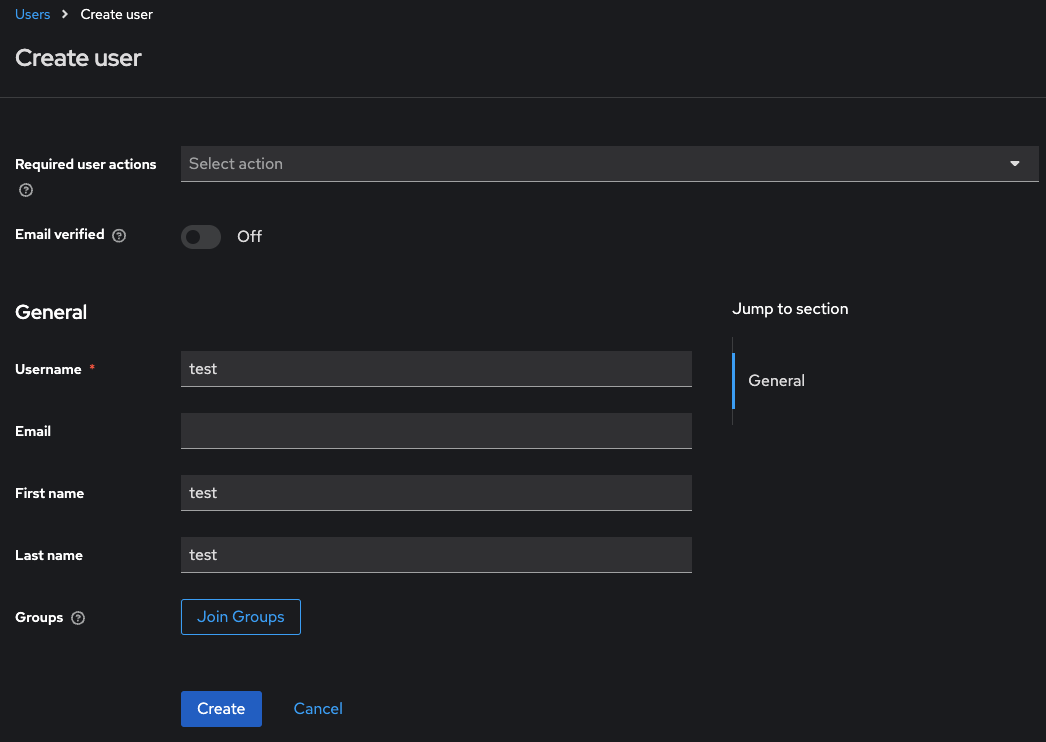 Users > Create user
Create user
Required user actions
Select action
Email verified
Off
General
Jump to section
Username *
test
General
Email
First name
test
Last name
test
Groups
Join Groups
Create
Cancel